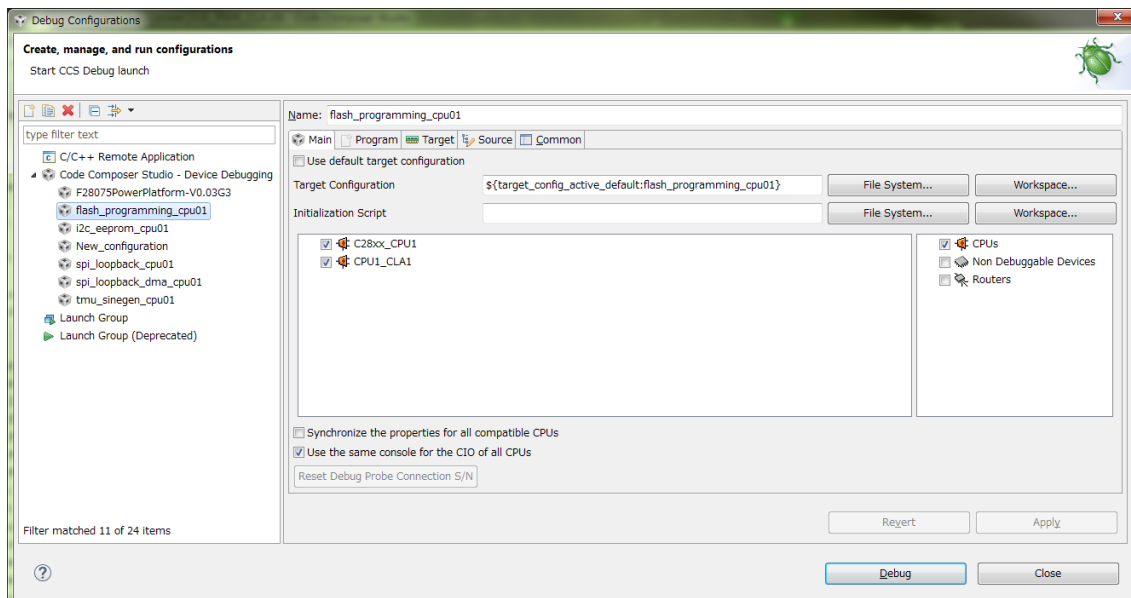 Debug Configurations
Create, manage, and run configurations
Start CCS Debug launch
type filter text
C/C++ Remote Application
Code Composer Studio - Device Debugging
F28075PowerPlatform-V0.03G3
flash_programming_cpu01
i2c_eeprom_cpu01
New_configuration
spi_loopback_cpu01
spi_loopback_dma_cpu01
tmu_sinegen_cpu01
Launch Group
Launch Group (Deprecated)
Filter matched 11 of 24 items
Name: flash_programming_cpu01
Main Program Target Source Common
Use default target configuration
Target Configuration ${target_config_active_default:flash_programming_cpu01} File System... Workspace...
Initialization Script File System... Workspace...
C28xx_CPU1
CPU1_CLA1
CPUs
Non Debuggable Devices
Routers
Synchronize the properties for all compatible CPUs
Use the same console for the CIO of all CPUs
Reset Debug Probe Connection S/N
Revert Apply
Debug Close